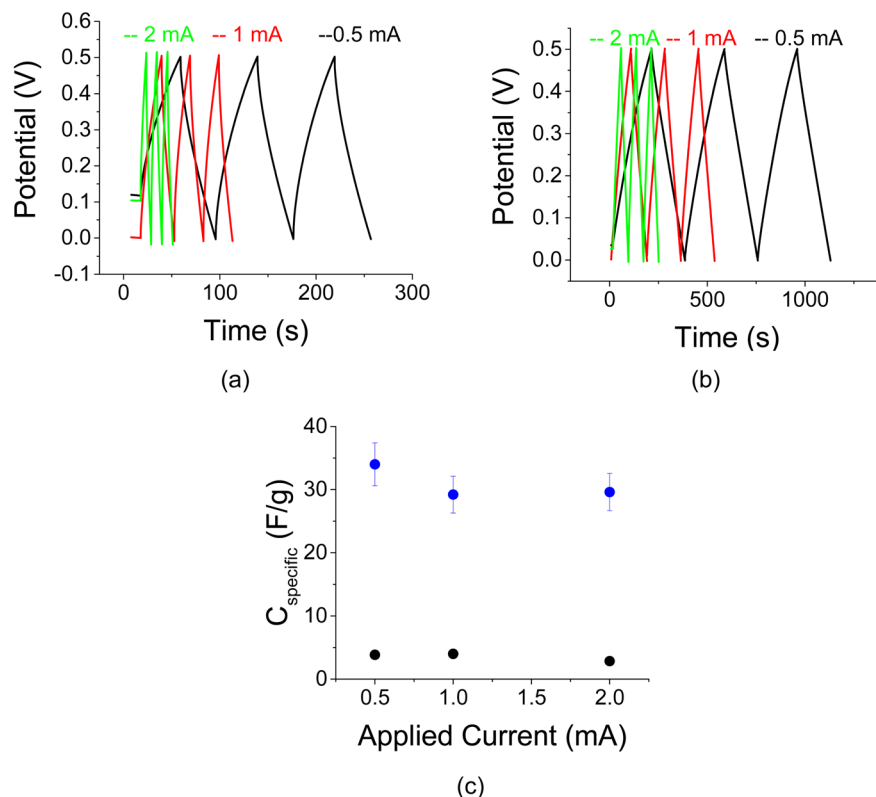 -- 2 mA -- 1 mA --0.5 mA
0.6
0.5
0.4
0.3
0.2
0.1
0.0
-0.1
Potential (V)
0 100 200 300
Time (s)
(a)
-- 2 mA -- 1 mA -- 0.5 mA
0.5
0.4
0.3
0.2
0.1
0.0
Potential (V)
0 500 1000
Time (s)
(b)
40
30
20
10
0
C specific (F/g)
0.5 1.0 1.5 2.0
Applied Current (mA)
(c)